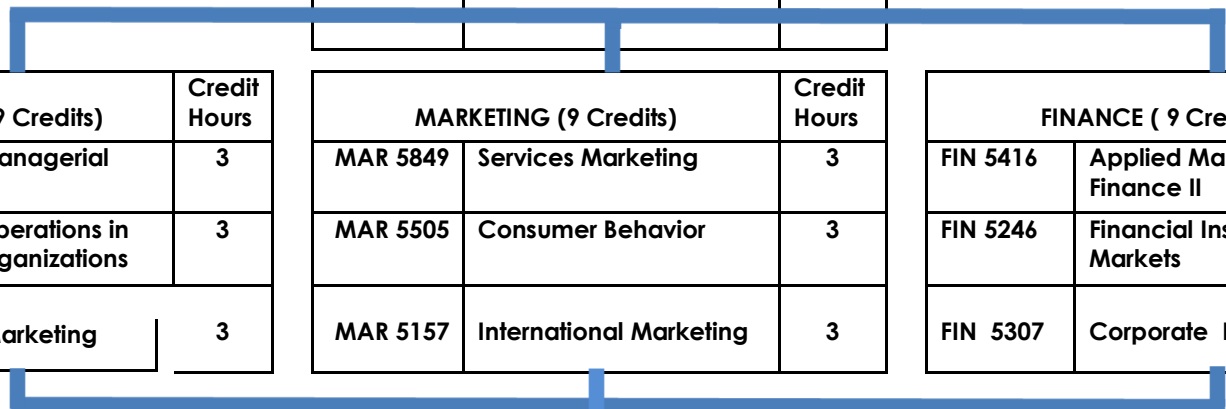 9 Credits)
Credit
Hours
anagerial
3
perations in
ganizations
3
arketing
3
MARKETING (9 Credits)
Credit
Hours
MAR 5849 Services Marketing 3
MAR 5505 Consumer Behavior 3
MAR 5157 International Marketing 3
FINANCE ( 9 Cre
FIN 5416 Applied Ma
Finance II
FIN 5246 Financial Ins
Markets
FIN 5307 Corporate